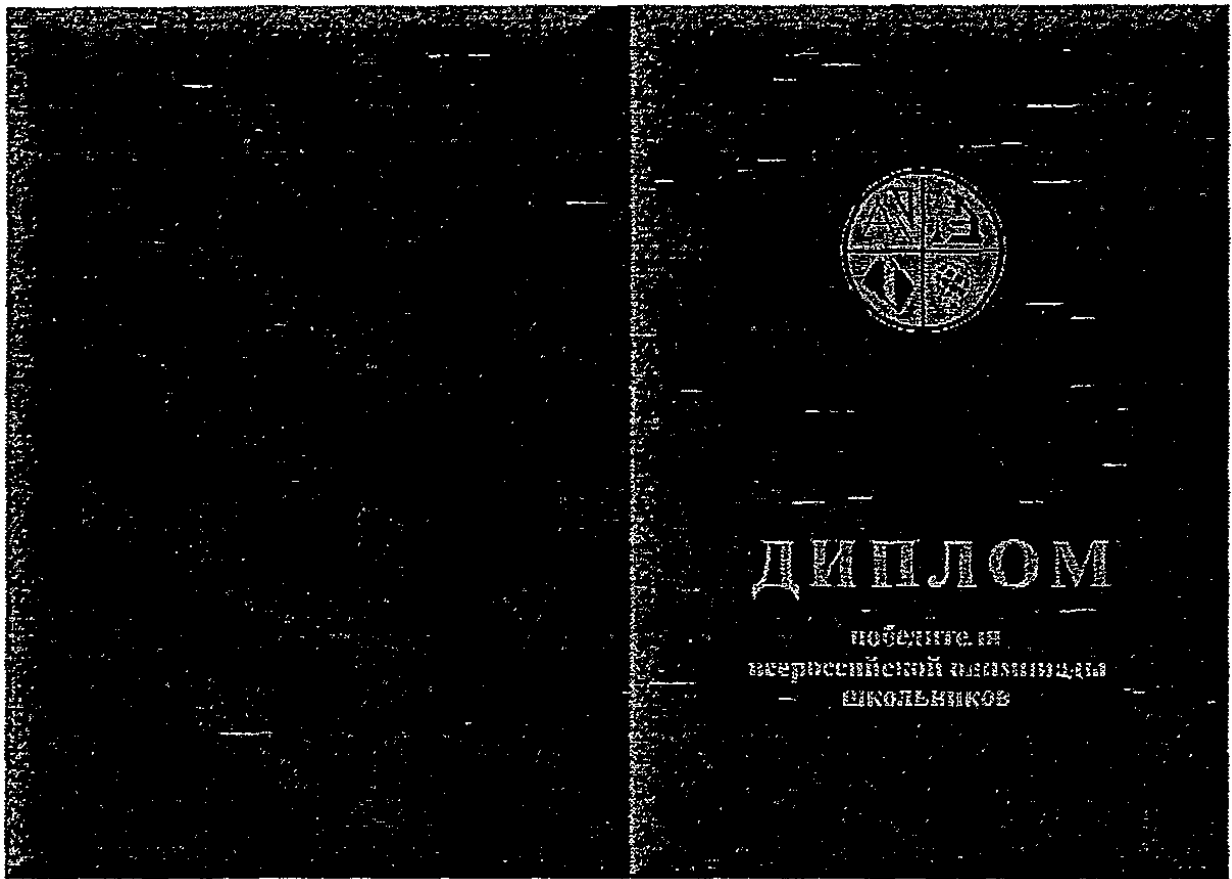 ДИПЛОМ
победителя
всероссийской олимпиады
школьников